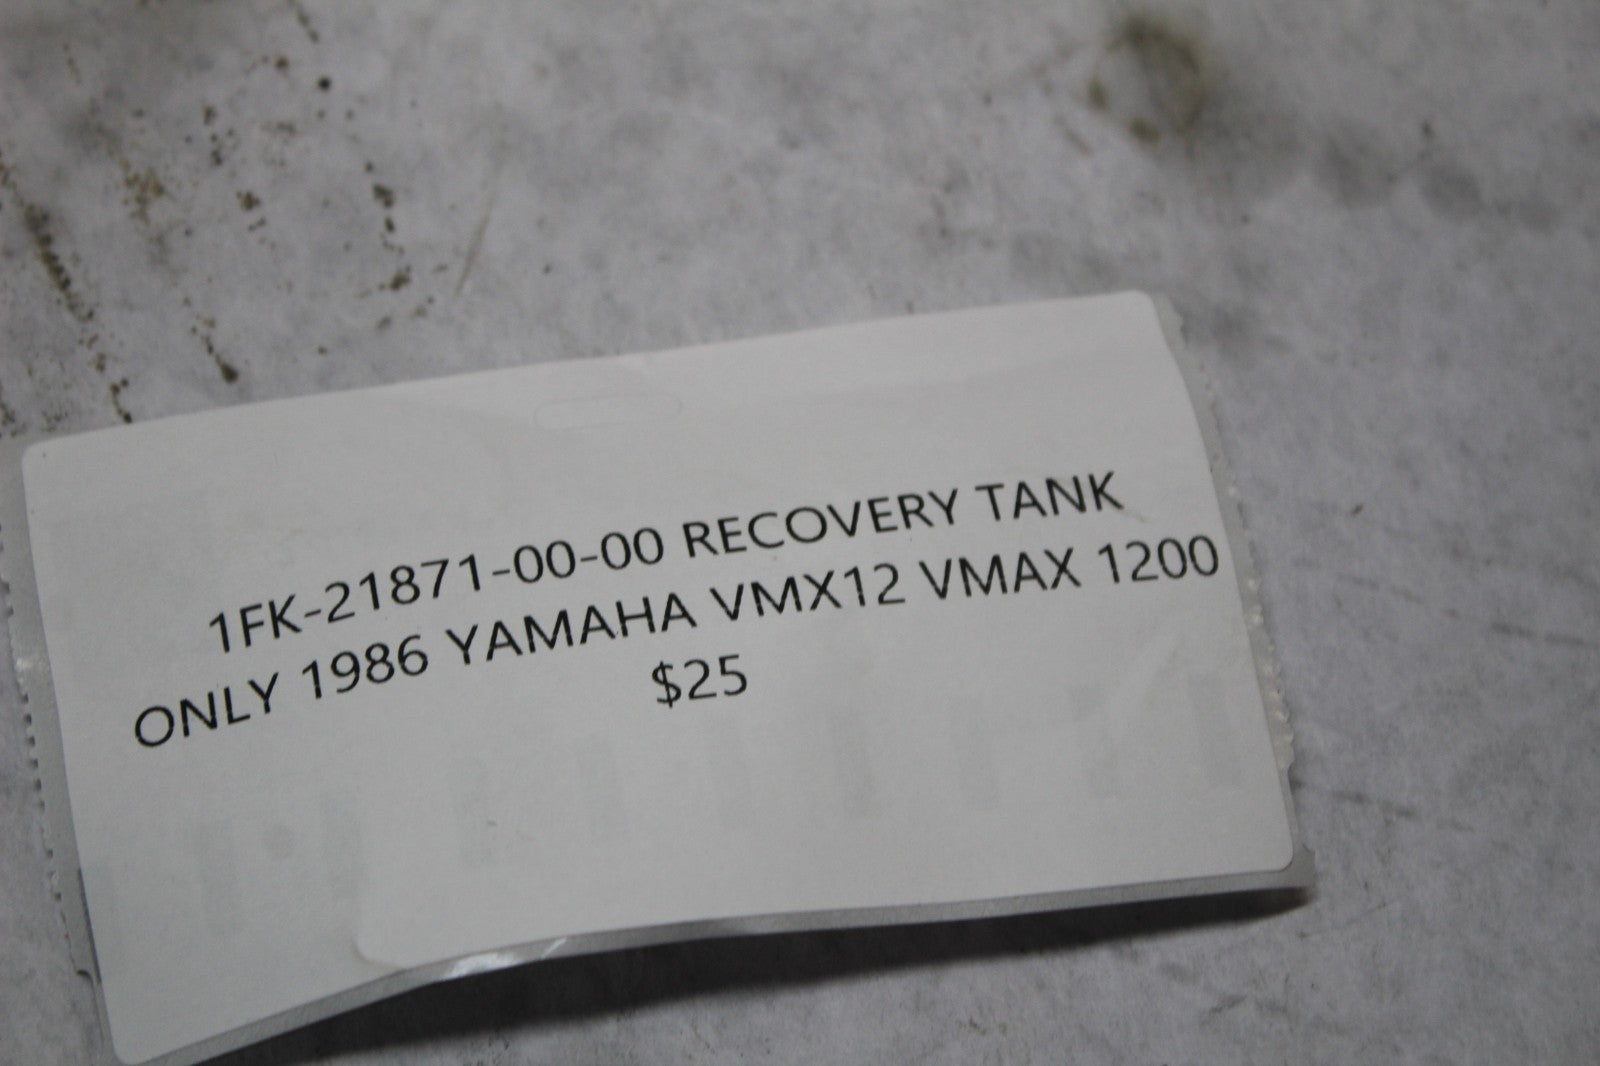 1FK-21871-00-00 RECOVERY TANK
ONLY 1986 YAMAHA VMX12 VMAX 1200
$25